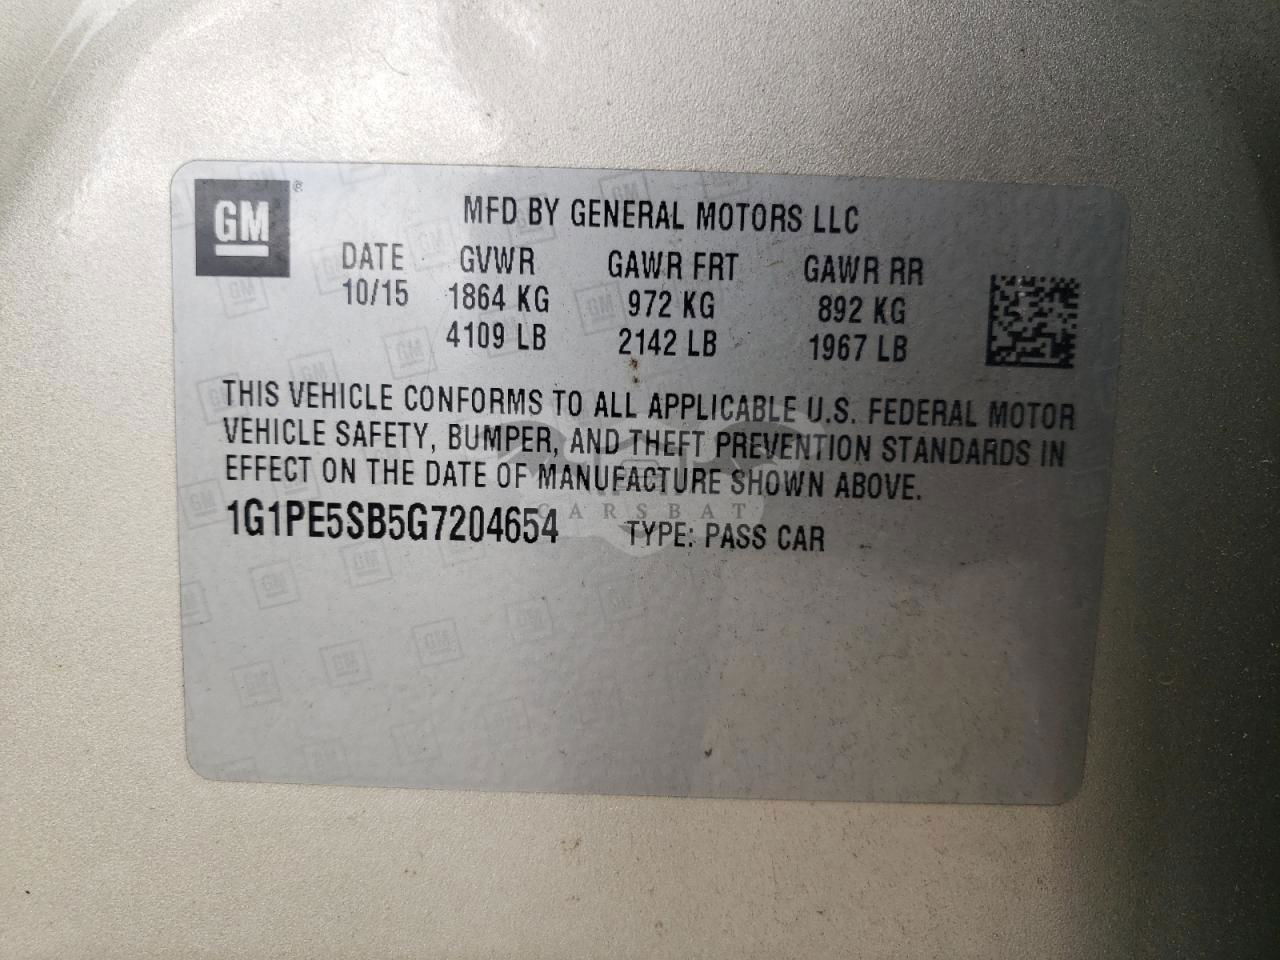 GM
MFD BY GENERAL MOTORS LLC
DATE GVWR GAWR FRT GAWR RR
10/15 1864 KG 972 KG 892 KG
4109 LB 2142 LB 1967 LB
THIS VEHICLE CONFORMS TO ALL APPLICABLE U.S. FEDERAL MOTOR
VEHICLE SAFETY, BUMPER, AND THEFT PREVENTION STANDARDS IN
EFFECT ON THE DATE OF MANUFACTURE SHOWN ABOVE.
1G1PE5SB5G7204654 TYPE: PASS CAR
CARSBAT